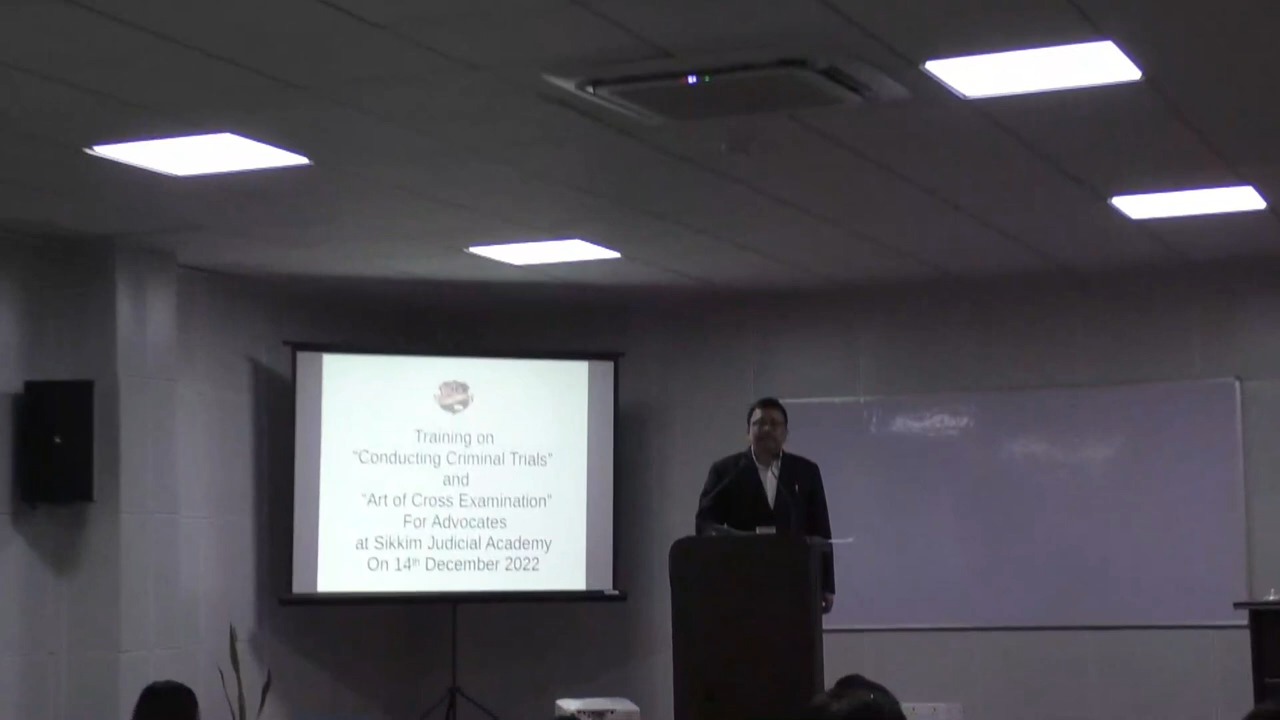 Training on
"Conducting Criminal Trials"
and
"Art of Cross Examination"
For Advocates
at Sikkim Judicial Academy
On 14th December 2022